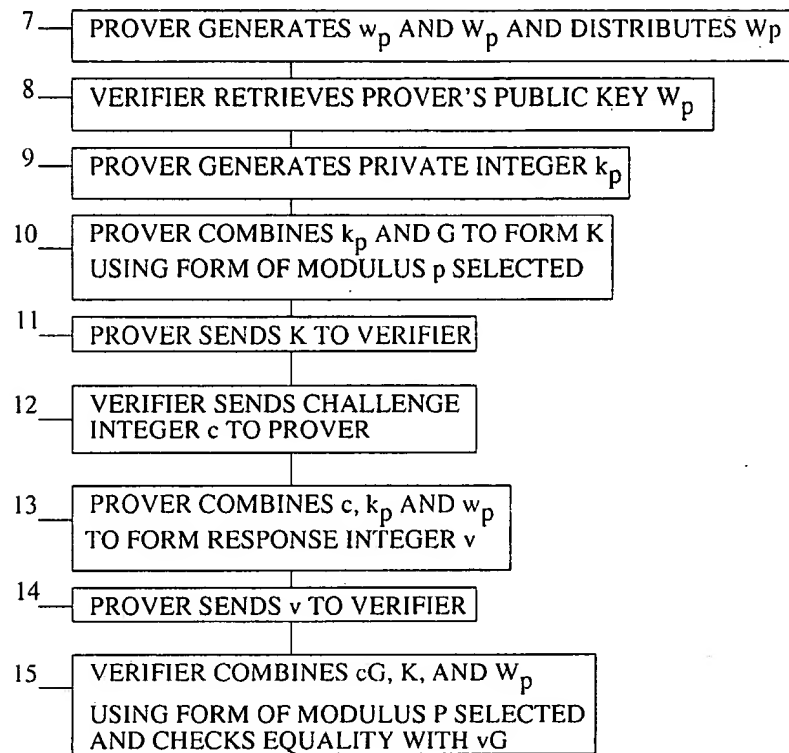 7 PROVER GENERATES wp AND Wp AND DISTRIBUTES Wp
8 VERIFIER RETRIEVES PROVER'S PUBLIC KEY Wp
9 PROVER GENERATES PRIVATE INTEGER kp
10 PROVER COMBINES kp AND G TO FORM K
USING FORM OF MODULUS p SELECTED
11 PROVER SENDS K TO VERIFIER
12 VERIFIER SENDS CHALLENGE
INTEGER c TO PROVER
13 PROVER COMBINES c, kp AND wp
TO FORM RESPONSE INTEGER v
14 PROVER SENDS v TO VERIFIER
15 VERIFIER COMBINES cG, K, AND Wp
USING FORM OF MODULUS P SELECTED
AND CHECKS EQUALITY WITH vG